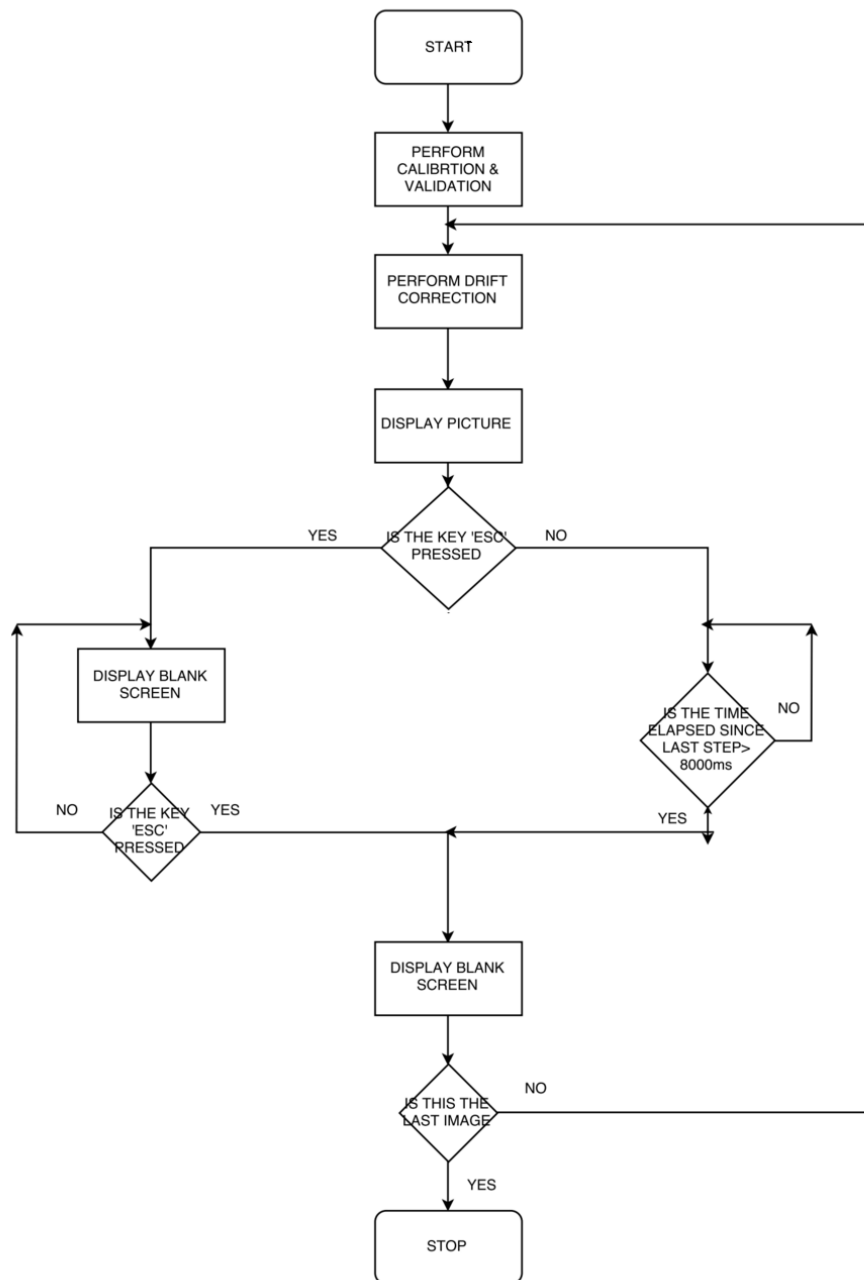 START
PERFORM
CALIBRTION &
VALIDATION
PERFORM DRIFT
CORRECTION
DISPLAY PICTURE
YES
IS THE KEY 'ESC'
PRESSED
NO
DISPLAY BLANK
SCREEN
IS THE TIME
ELAPSED SINCE
LAST STEP>
8000ms
NO
NO
IS THE KEY
'ESC'
PRESSED
YES
YES
DISPLAY BLANK
SCREEN
IS THIS THE
LAST IMAGE
NO
YES
STOP